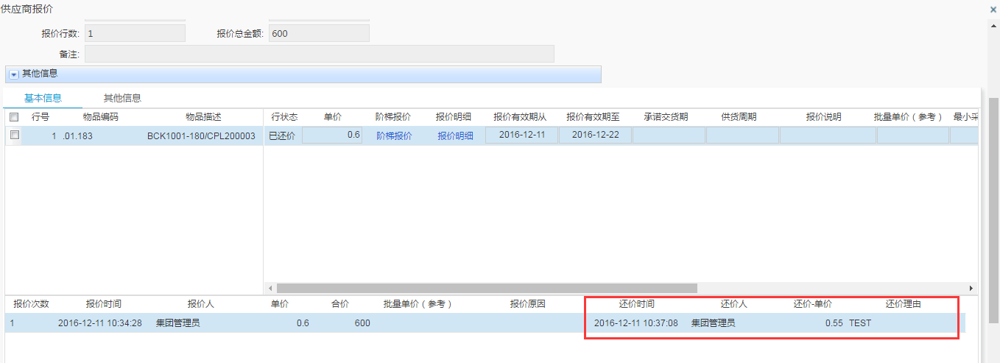 供应商报价
报价行数: 1 报价总金额: 600
备注:
其他信息
基本信息 其他信息
行号 物品编码 物品描述 行状态 单价 阶梯报价 报价明细 报价有效期从 报价有效期至 承诺交货期 供货周期 报价说明 批量单价（参考） 最小采
1 .01.183 BCK1001-180/CPL200003 已还价 0.6 阶梯报价 报价明细 2016-12-11 2016-12-22
报价次数 报价时间 报价人 单价 合价 批量单价（参考） 报价原因 还价时间 还价人 还价-单价 还价理由
1 2016-12-11 10:34:28 集团管理员 0.6 600 2016-12-11 10:37:08 集团管理员 0.55 TEST